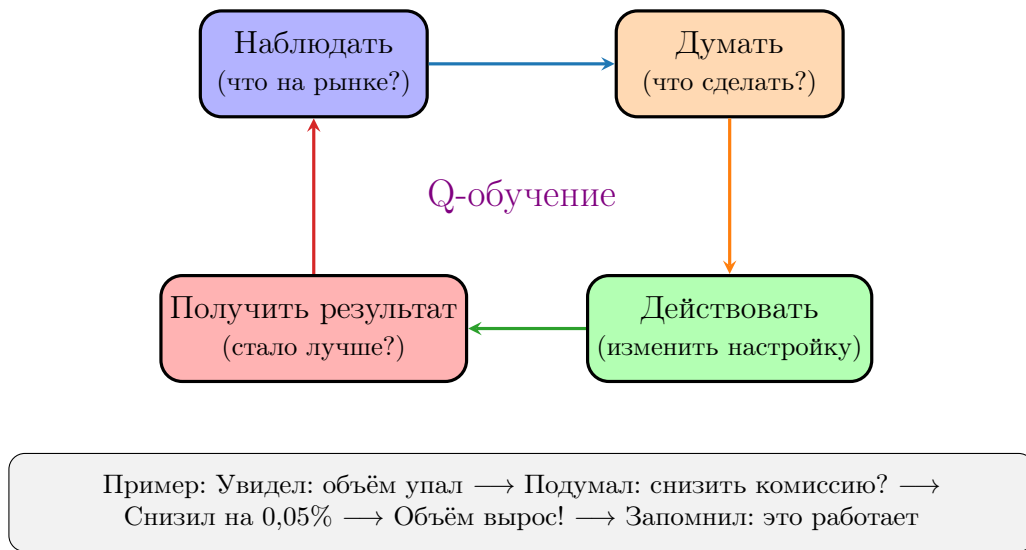 Наблюдать
(что на рынке?)
Думать
(что сделать?)
Q-обучение
Получить результат
(стало лучше?)
Действовать
(изменить настройку)
Пример: Увидел: объём упал ⟶ Подумал: снизить комиссию? ⟶
Снизил на 0,05% ⟶ Объём вырос! ⟶ Запомнил: это работает